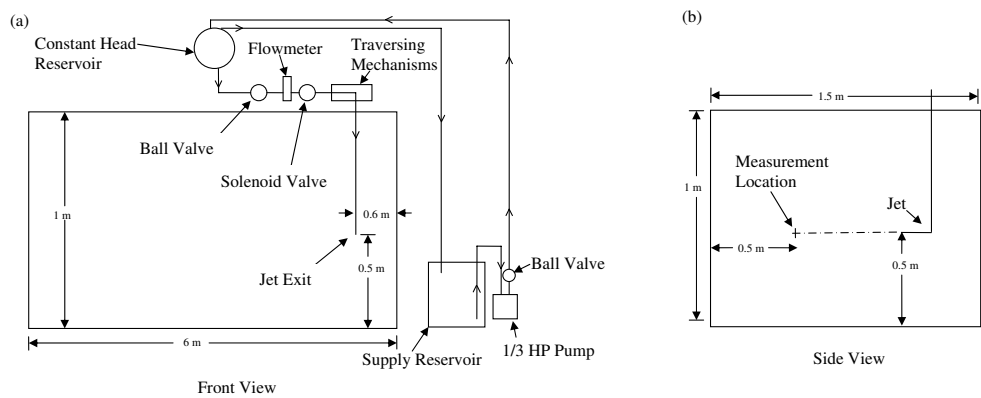 (a)
Constant Head
Reservoir
Flowmeter
Traversing
Mechanisms
Ball Valve
Solenoid Valve
1 m
0.6 m
Jet Exit
0.5 m
6 m
Front View
Supply Reservoir
Ball Valve
1/3 HP Pump
(b)
1.5 m
Measurement
Location
1 m
Jet
0.5 m
0.5 m
Side View